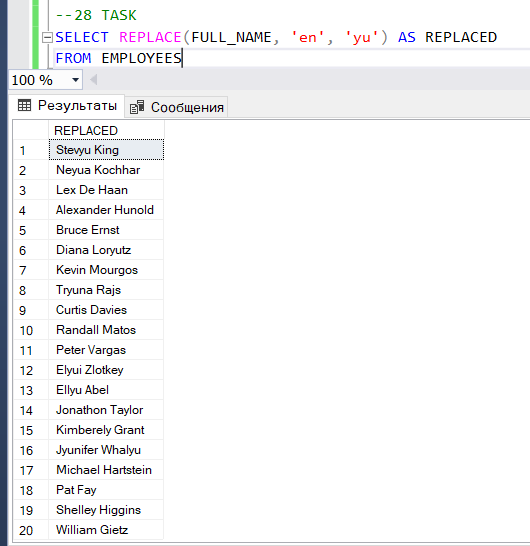 --28 TASK
SELECT REPLACE(FULL_NAME, 'en', 'yu') AS REPLACED
FROM EMPLOYEES
100 %
Результаты Сообщения
REPLACED
1 Stevyu King
2 Neyua Kochhar
3 Lex De Haan
4 Alexander Hunold
5 Bruce Ernst
6 Diana Loryutz
7 Kevin Mourgos
8 Tryuna Rajs
9 Curtis Davies
10 Randall Matos
11 Peter Vargas
12 Elyui Zlotkey
13 Ellyu Abel
14 Jonathon Taylor
15 Kimberely Grant
16 Jyunifer Whalyu
17 Michael Hartstein
18 Pat Fay
19 Shelley Higgins
20 William Gietz